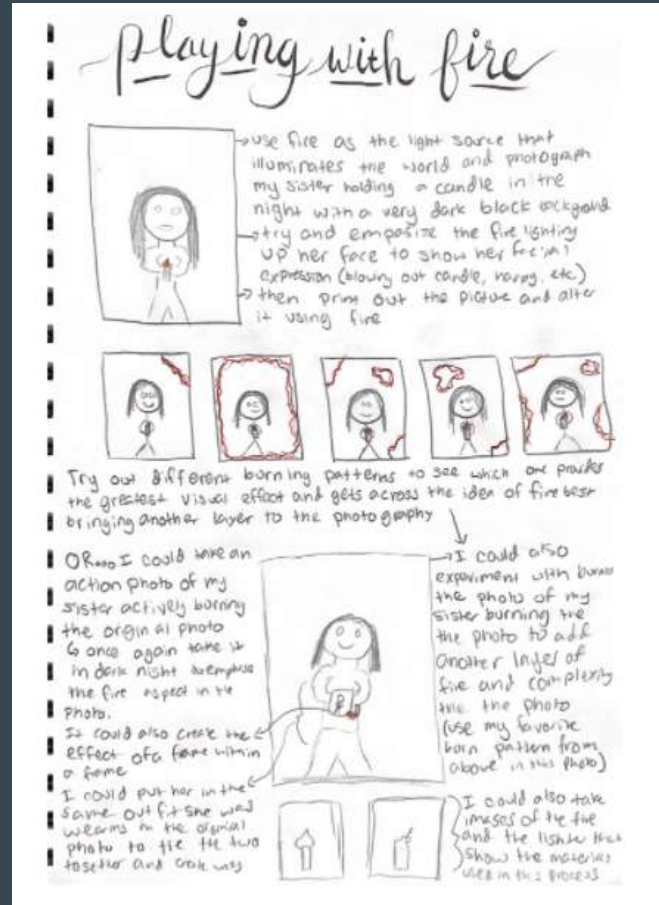 playing with fire
use fire as the light source that
illuminates the world and photograph
my sister holding a candle in the
night with a very dark black background
try and empasize the fire lighting
up her face to show her facial
expression (blowing out candle, happy, etc.)
then print out the picture and alter
it using fire
Try out different burning patterns to see which one provides
the greatest visual effect and gets across the idea of fire best
bringing another layer to the photography
OR.... I could take an
action photo of my
sister actively burning
the original photo
once again take it
in dark night to emphasize
the fire aspect in the
photo.
It could also create the
effect of a frame within
a frame
I could put her in the
same outfit she was
wearing in the original
photo to tie the two
together and create
I could also
experiment with
the photo of my
sister burning the
the photo to add
another layer of
fire and complexity
the the photo
(use my favorite
burn pattern from
above in this photo)
I could also take
images of the fire
and the lighter that
show the materials
used in this process